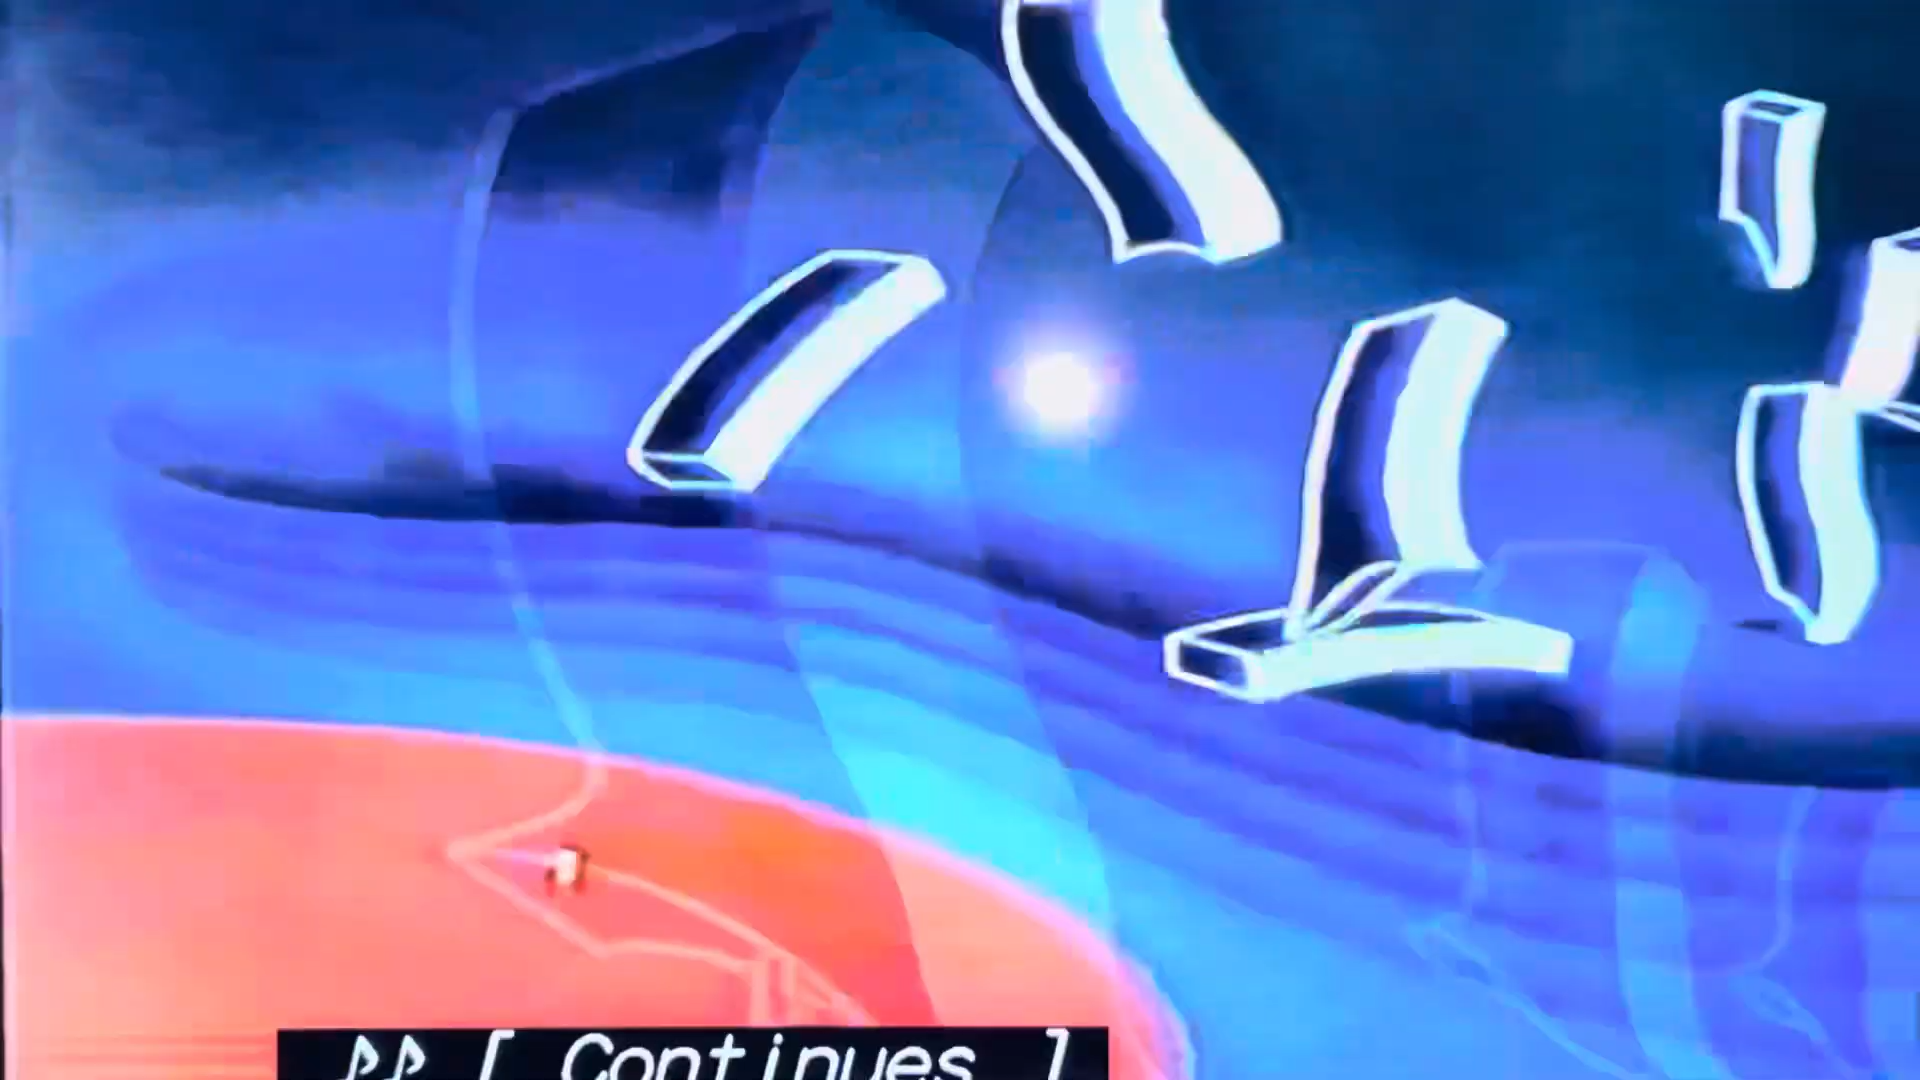 ♪♪ [ Continues ]